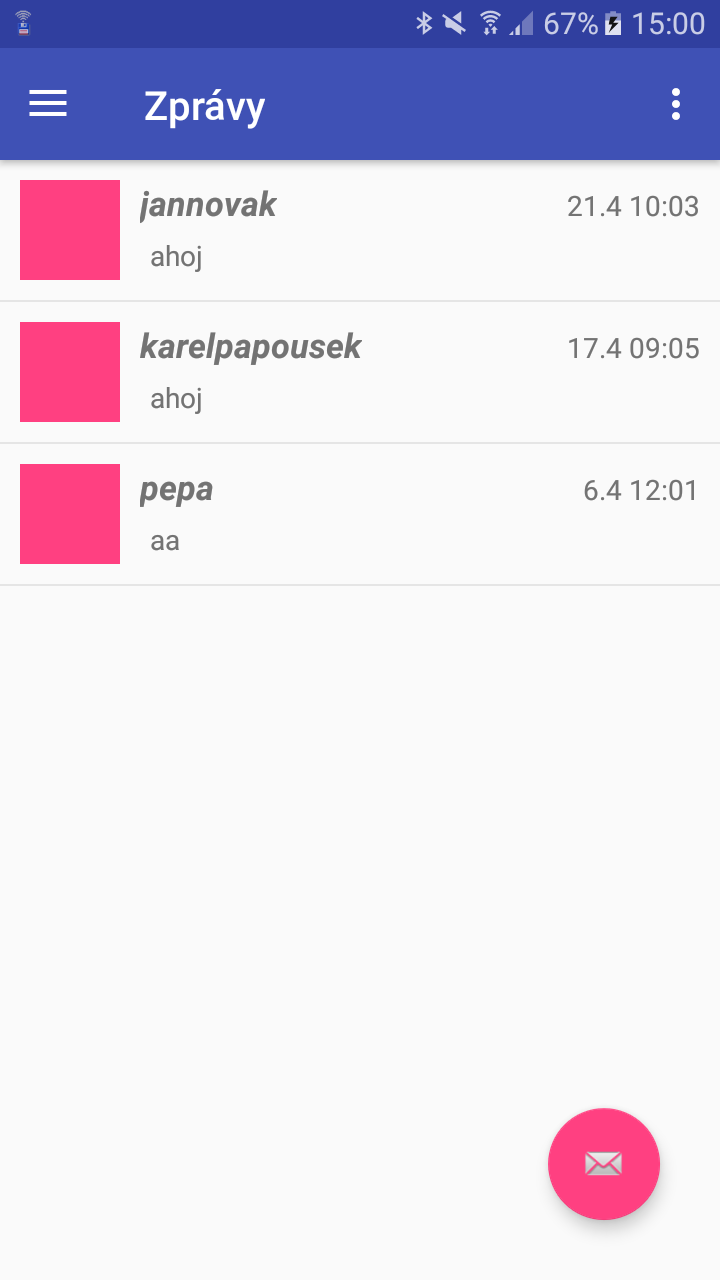 67% 15:00
Zprávy
jannovak 21.4 10:03
ahoj
karelpapousek 17.4 09:05
ahoj
pepa 6.4 12:01
aa